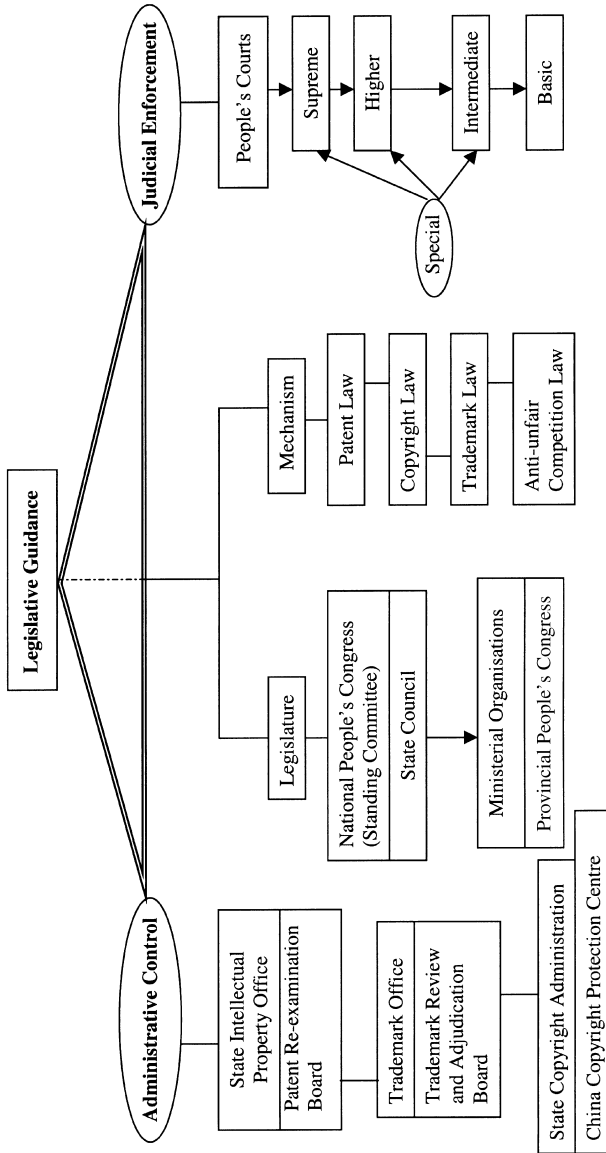 Legislative Guidance
Administrative Control
Judicial Enforcement
State Intellectual
Property Office
Patent Re-examination
Board
Trademark Office
Trademark Review
and Adjudication
Board
State Copyright Administration
China Copyright Protection Centre
Legislature
National People's Congress
(Standing Committee)
State Council
Ministerial Organisations
Provincial People's Congress
Mechanism
Patent Law
Copyright Law
Trademark Law
Anti-unfair
Competition Law
People's Courts
Supreme
Higher
Special
Intermediate
Basic